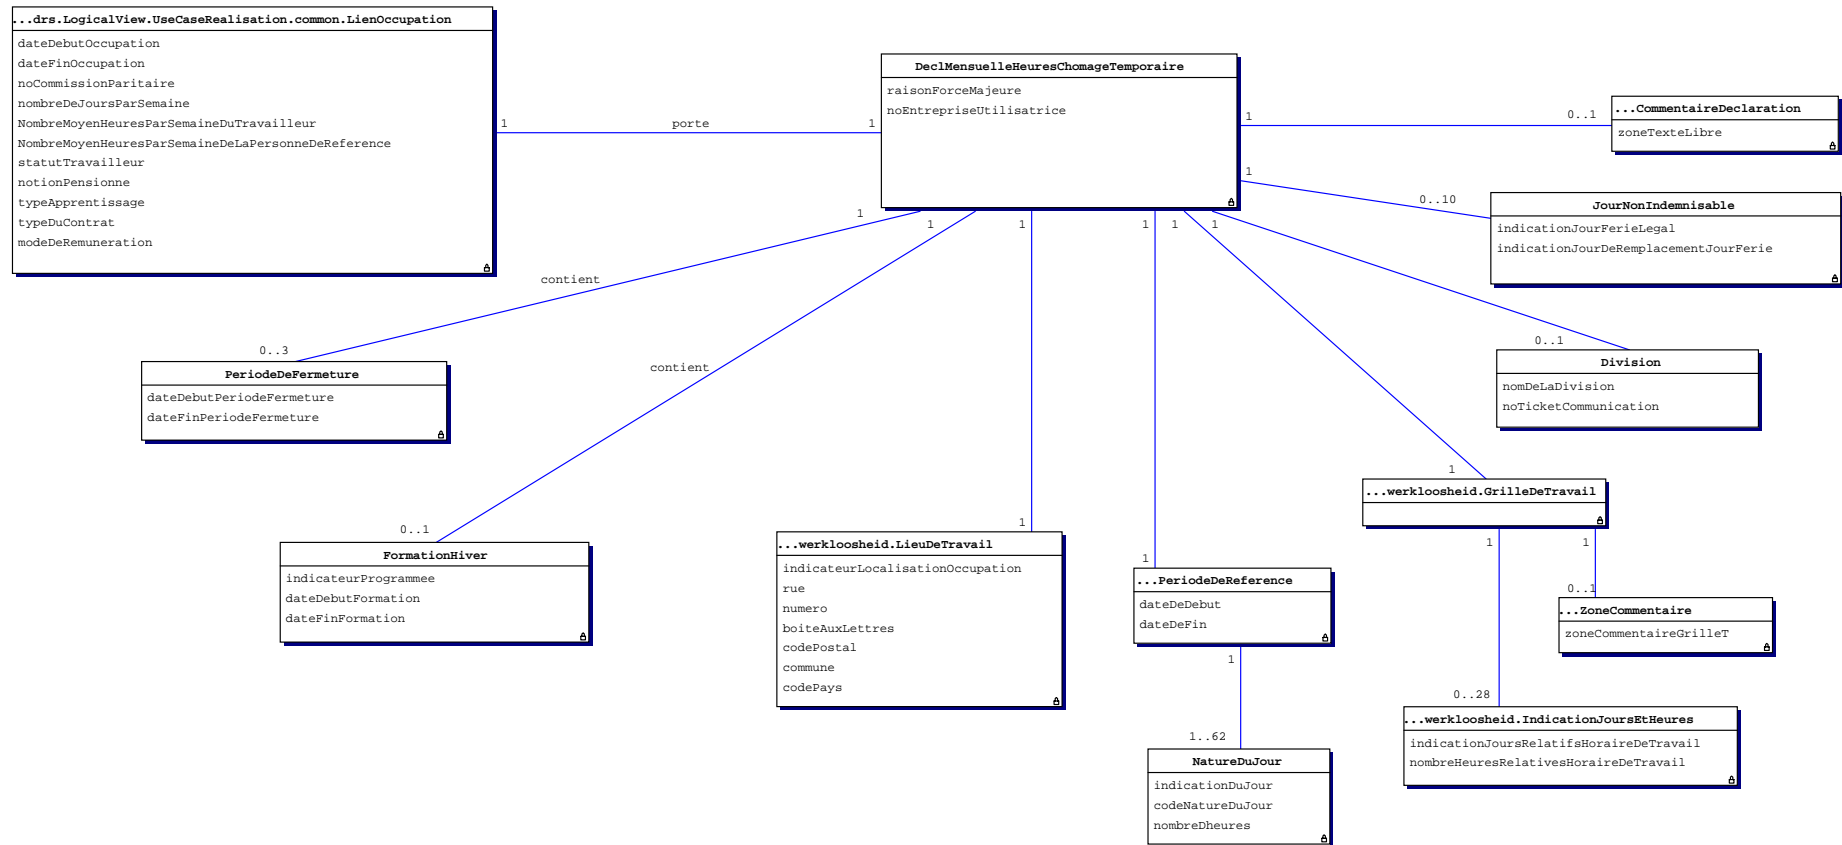 ...drs.LogicalView.UseCaseRealisation.common.LienOccupation
dateDebutOccupation
dateFinOccupation
noCommissionParitaire
nombreDeJoursParSemaine
NombreMoyenHeuresParSemaineDuTravailleur
NombreMoyenHeuresParSemaineDeLaPersonneDeReference
statutTravailleur
notionPensionne
typeApprentissage
typeDuContrat
modeDeRemuneration
1
porte
1
DeclMensuelleHeuresChomageTemporaire
raisonForceMajeure
noEntrepriseUtilisatrice
1
0..1
...CommentaireDeclaration
zoneTexteLibre
1
0..10
JourNonIndemnisable
indicationJourFerieLegal
indicationJourDeRemplacementJourFerie
1
1
1
1
1
1
contient
0..3
PeriodeDeFermeture
dateDebutPeriodeFermeture
dateFinPeriodeFermeture
contient
0..1
Division
nomDeLaDivision
noTicketCommunication
0..1
FormationHiver
indicateurProgrammee
dateDebutFormation
dateFinFormation
1
...werkloosheid.LieuDeTravail
indicateurLocalisationOccupation
rue
numero
boiteAuxLettres
codePostal
commune
codePays
1
...PeriodeDeReference
dateDeDebut
dateDeFin
1
1..62
NatureDuJour
indicationDuJour
codeNatureDuJour
nombreDheures
1
...werkloosheid.GrilleDeTravail
1
1
0..1
...ZoneCommentaire
zoneCommentaireGrilleT
0..28
...werkloosheid.IndicationJoursEtHeures
indicationJoursRelatifsHoraireDeTravail
nombreHeuresRelativesHoraireDeTravail